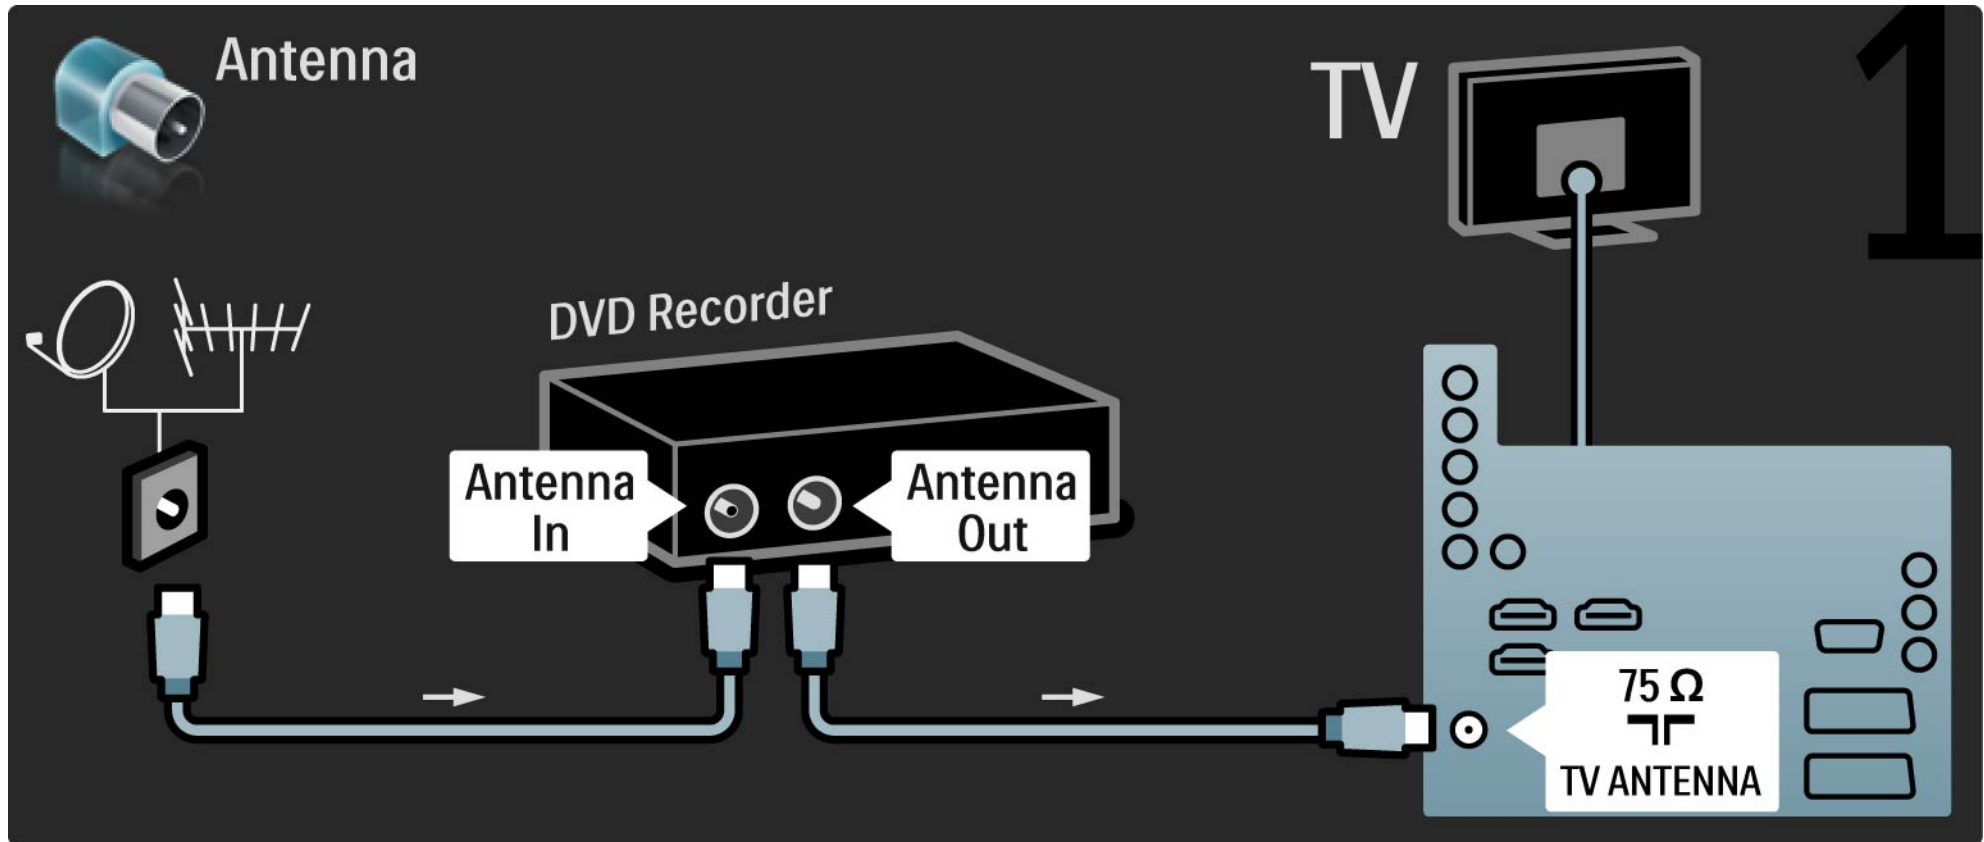 Antenna
TV
1
DVD Recorder
Antenna
In
Antenna
Out
75 Ω
TV ANTENNA